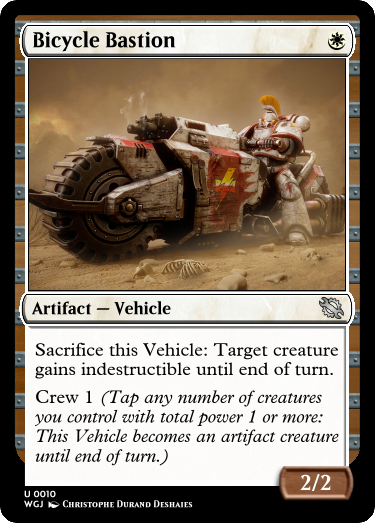 Bicycle Bastion
Artifact — Vehicle
Sacrifice this Vehicle: Target creature
gains indestructible until end of turn.
Crew 1 (Tap any number of creatures
you control with total power 1 or more:
This Vehicle becomes an artifact creature
until end of turn.)
2/2
U 0010
WGJ Christophe Durand Deshaies